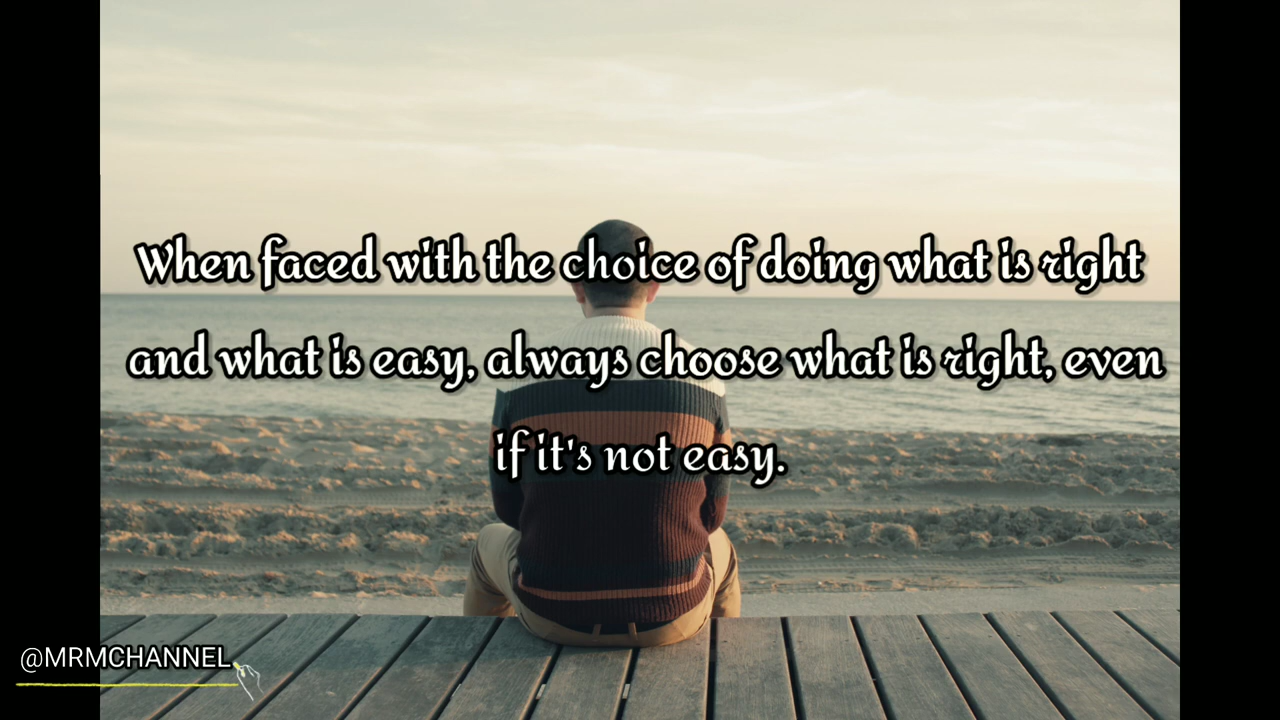 When faced with the choice of doing what is right
and what is easy, always choose what is right, even
if it's not easy.
@MRMCHANNEL